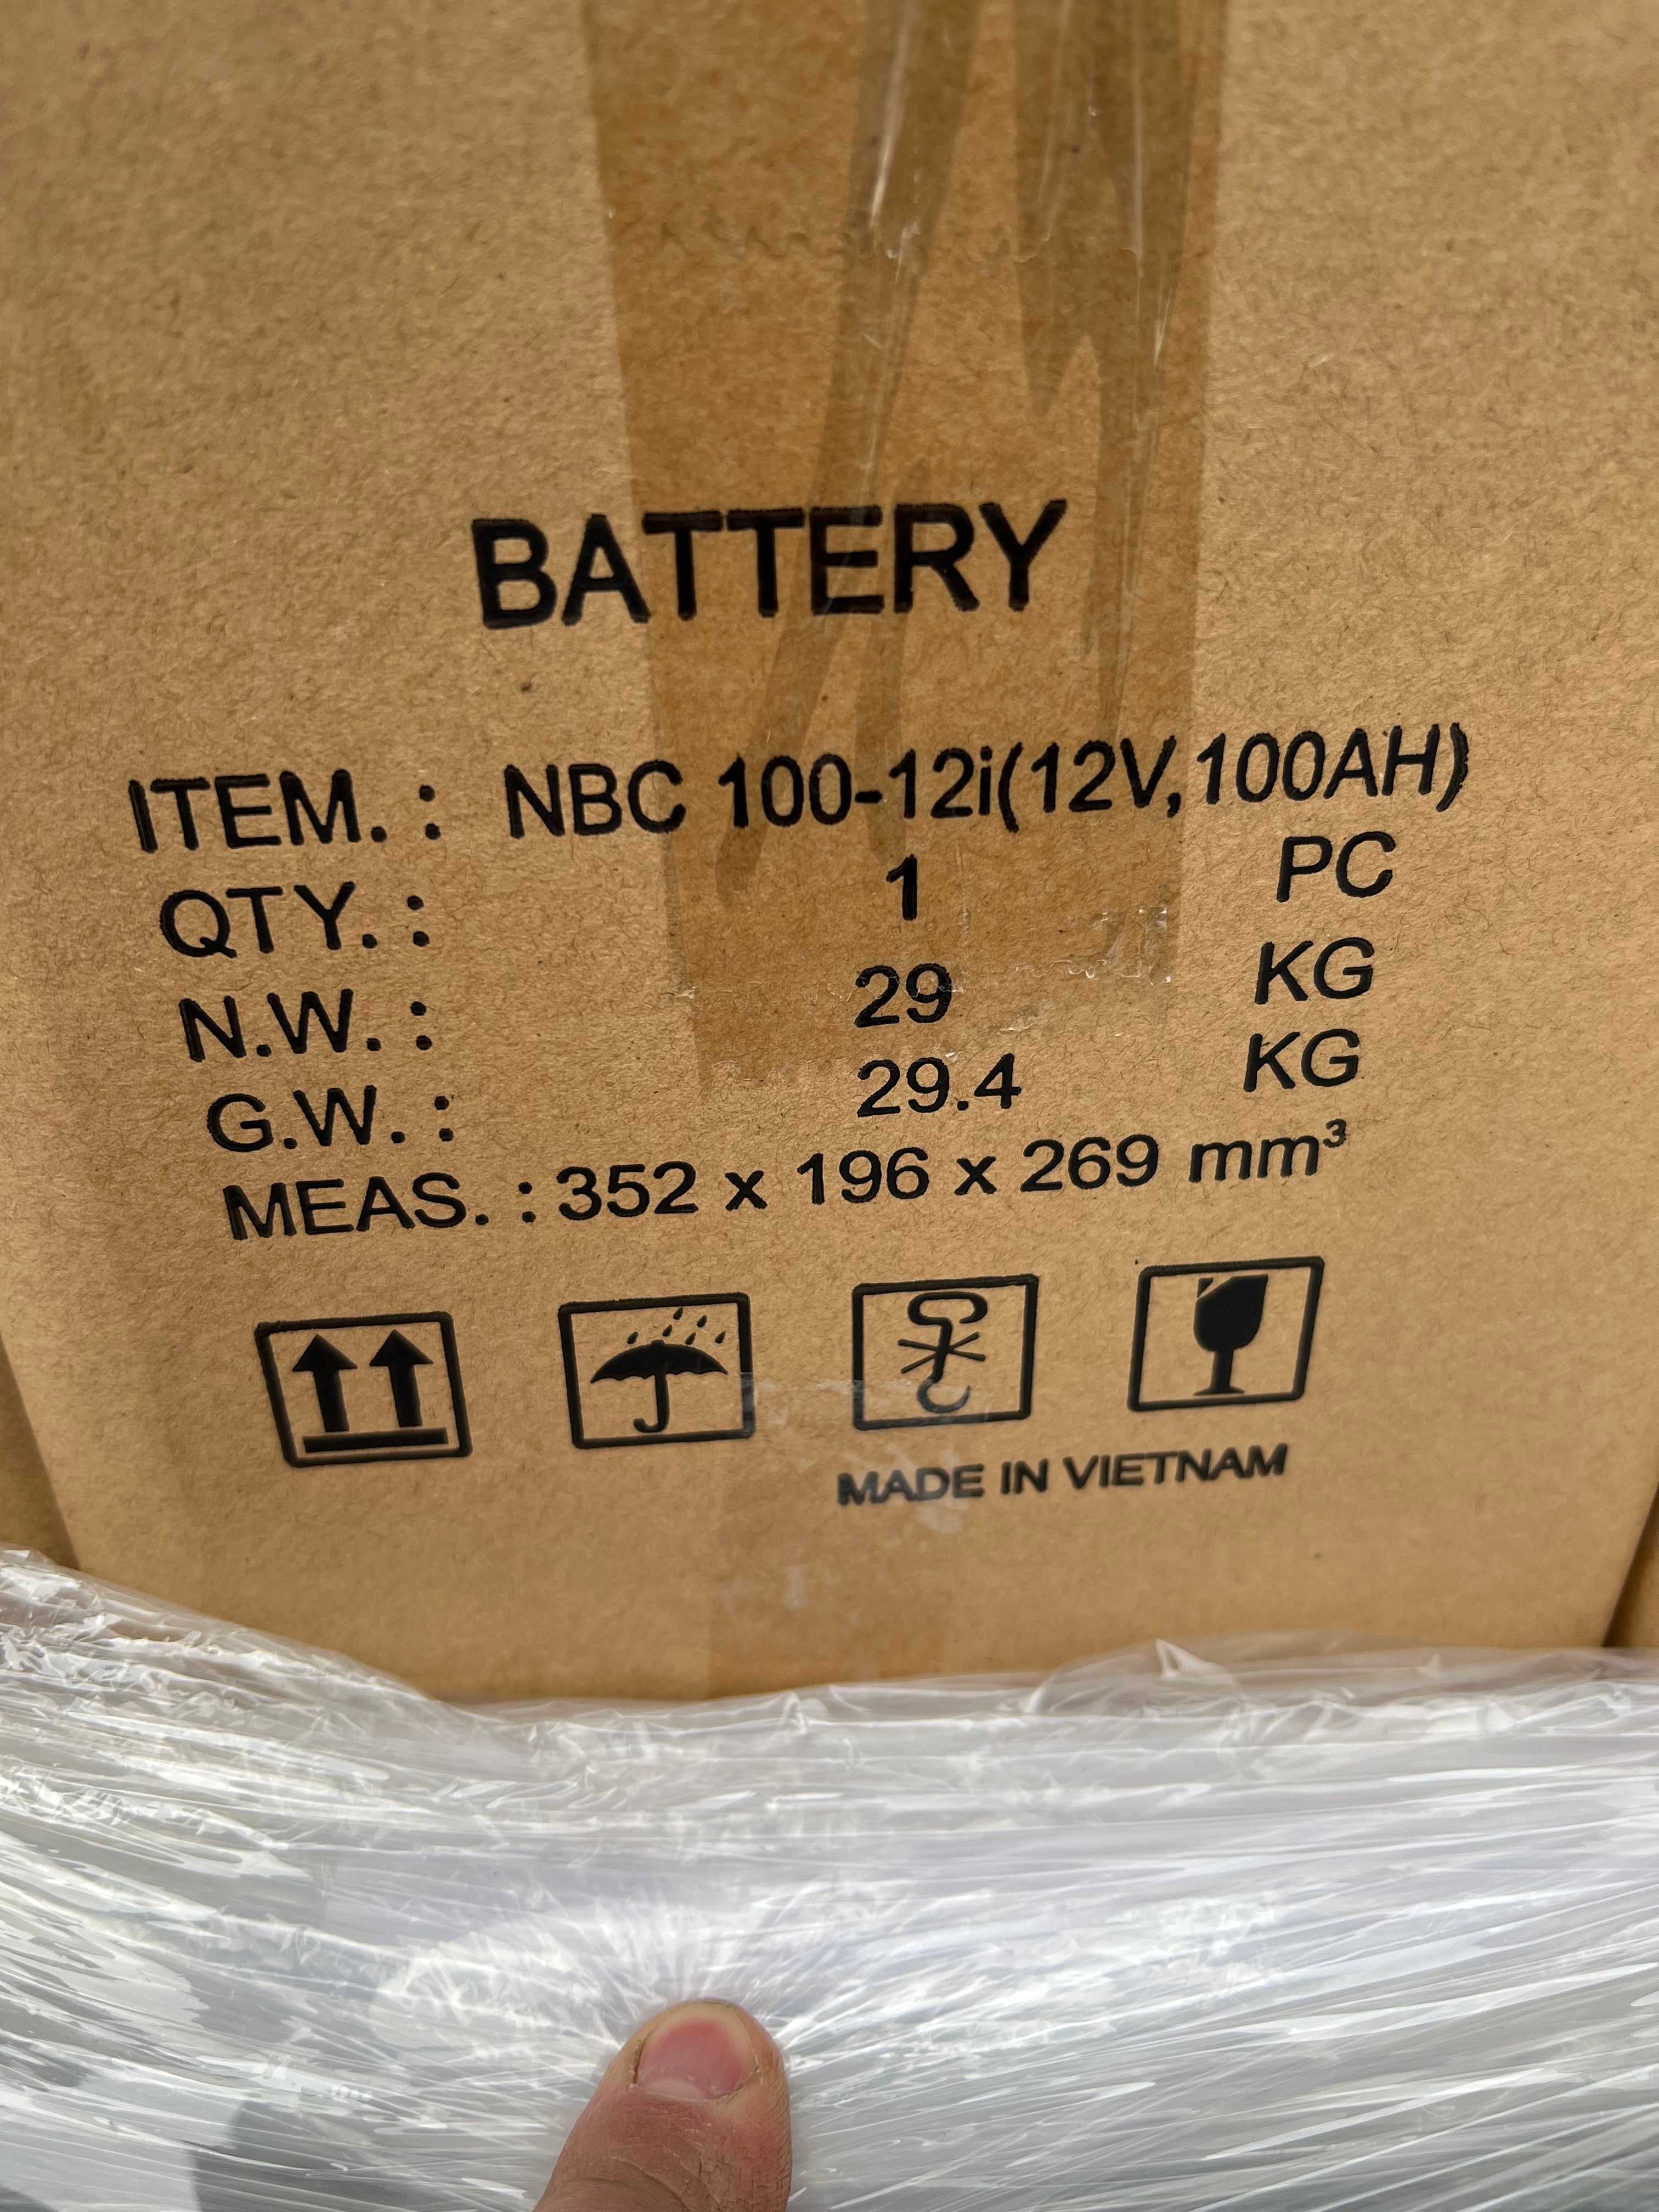 BATTERY
ITEM. : NBC 100-12i(12V,100AH)
QTY. : 1 PC
N.W. : 29 KG
G.W. : 29.4 KG
MEAS. : 352 x 196 x 269 mm³
MADE IN VIETNAM